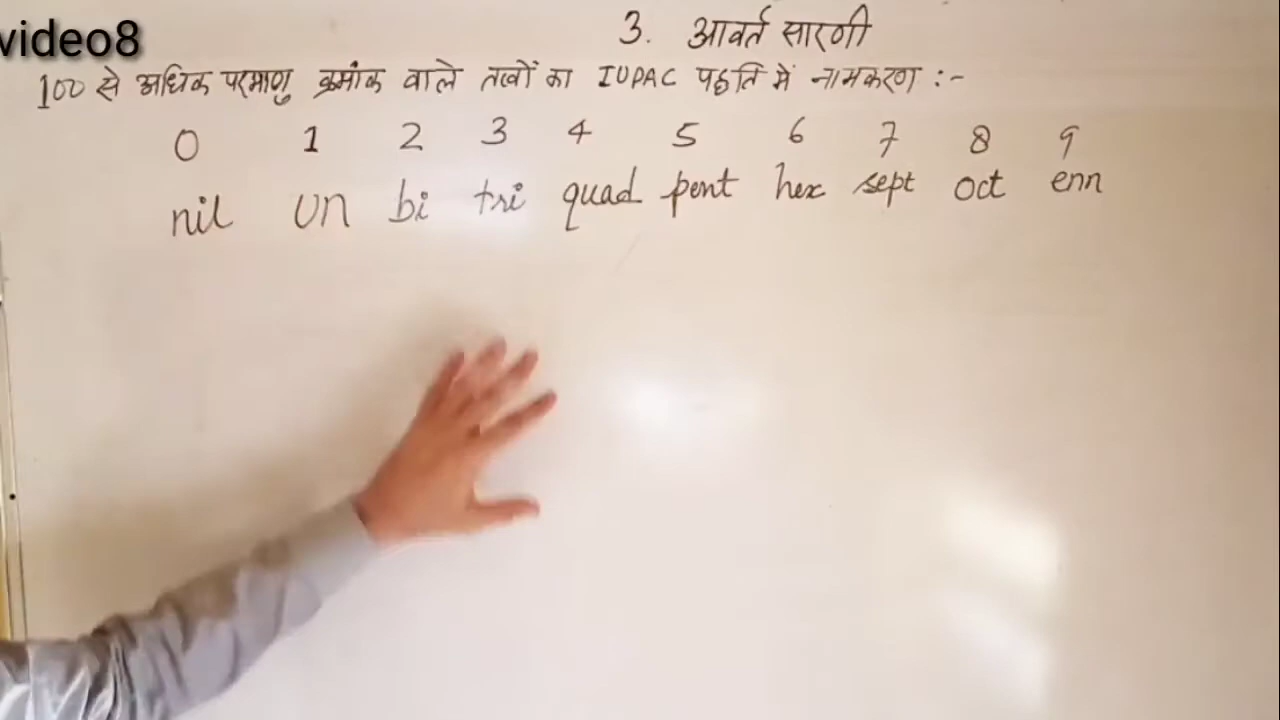 video8
3. आवर्त सारणी
100 से अधिक परमाणु क्रमांक वाले तत्वों का IUPAC पद्धति में नामकरण :-
0 1 2 3 4 5 6 7 8 9
nil un bi tri quad pent hex sept oct enn